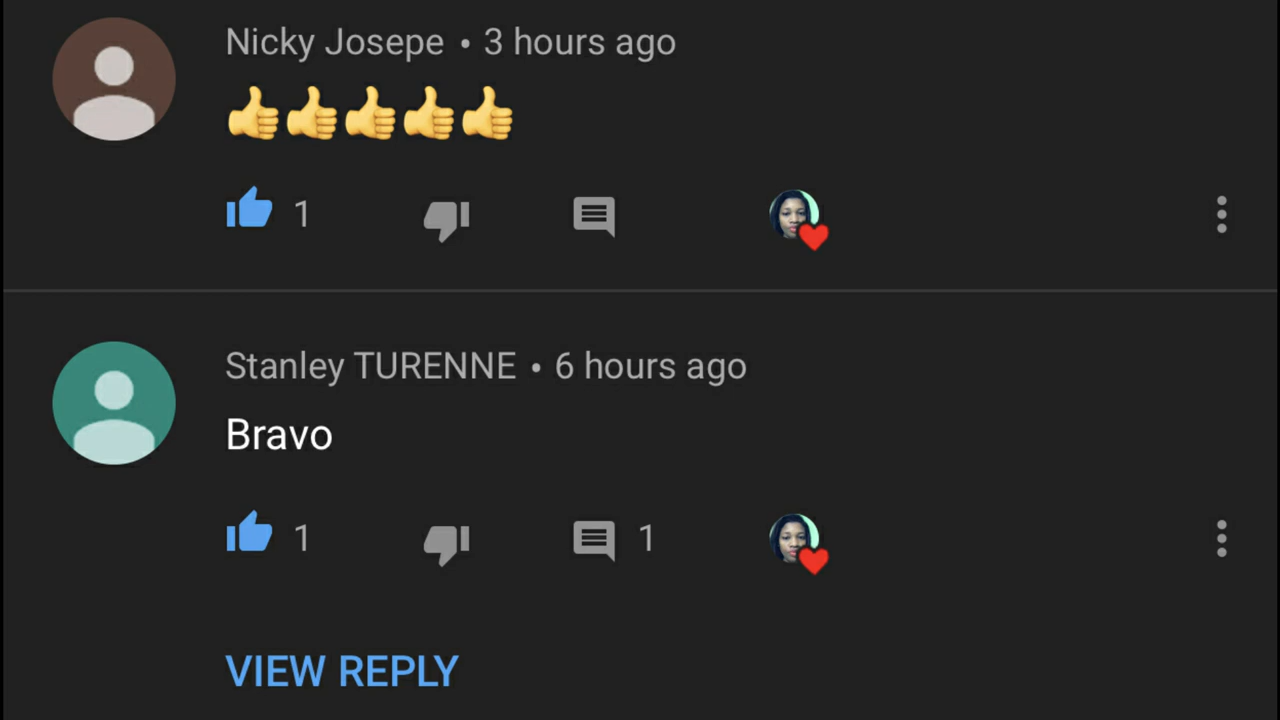 Nicky Josepe • 3 hours ago
👍👍👍👍👍
1
Stanley TURENNE • 6 hours ago
Bravo
1 1
VIEW REPLY